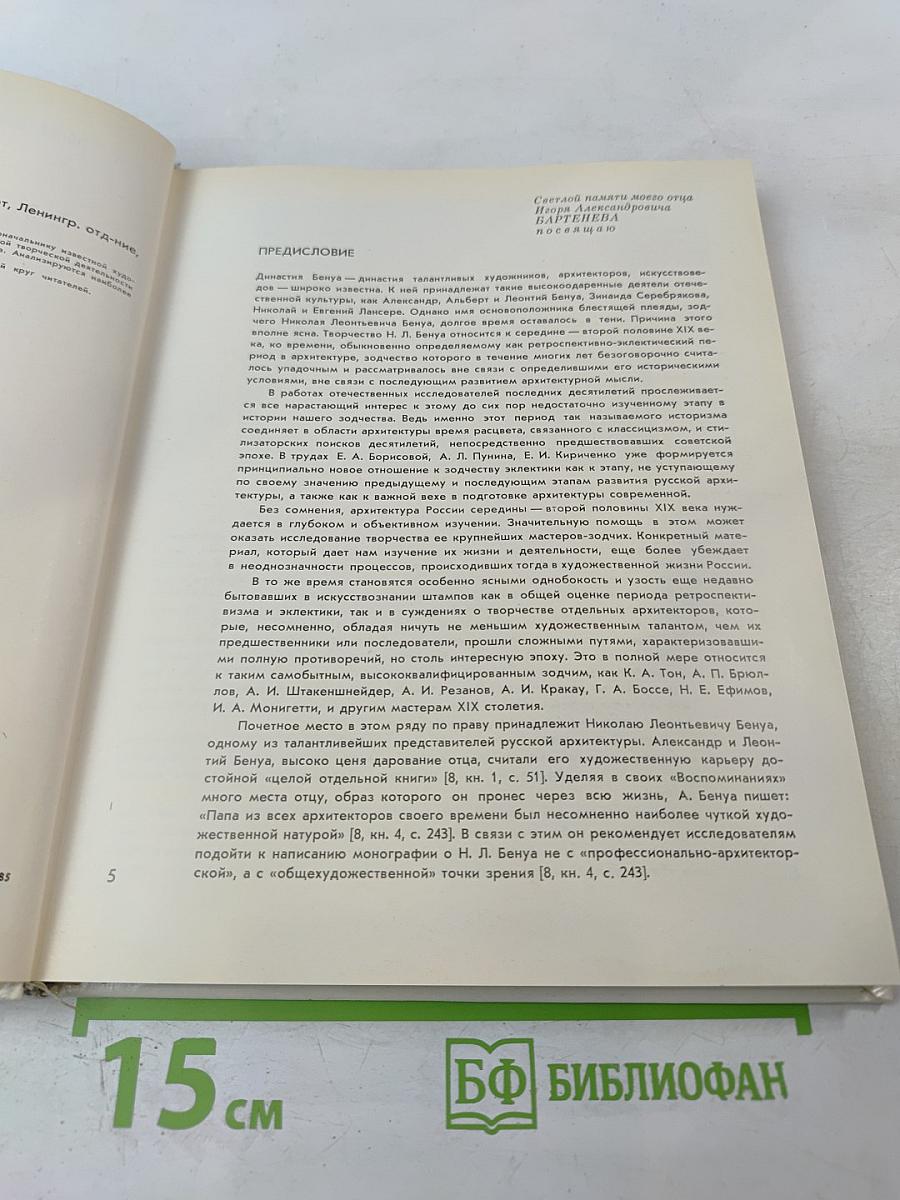 т, Ленингр. отд-ние,
оначальнику известной худо-
ой творческой деятельности
а. Анализируются наиболее
й круг читателей.
85
Светлой памяти моего отца
Игоря Александровича
БАРТЕНЕВА
посвящаю
ПРЕДИСЛОВИЕ
Династия Бенуа — династия талантливых художников, архитекторов, искусствове-
дов — широко известна. К ней принадлежат такие высокоодаренные деятели отече-
ственной культуры, как Александр, Альберт и Леонтий Бенуа, Зинаида Серебрякова,
Николай и Евгений Лансере. Однако имя основоположника блестящей плеяды, зод-
чего Николая Леонтьевича Бенуа, долгое время оставалось в тени. Причина этого
вполне ясна. Творчество Н. Л. Бенуа относится к середине — второй половине XIX ве-
ка, ко времени, обыкновенно определяемому как ретроспективно-эклектический пе-
риод в архитектуре, зодчество которого в течение многих лет безоговорочно счита-
лось упадочным и рассматривалось вне связи с определившими его историческими
условиями, вне связи с последующим развитием архитектурной мысли.
В работах отечественных исследователей последних десятилетий прослеживает-
ся все нарастающий интерес к этому до сих пор недостаточно изученному этапу в
истории нашего зодчества. Ведь именно этот период так называемого историзма
соединяет в области архитектуры время расцвета, связанного с классицизмом, и сти-
лизаторских поисков десятилетий, непосредственно предшествовавших советской
эпохе. В трудах Е. А. Борисовой, А. Л. Пунина, Е. И. Кириченко уже формируется
принципиально новое отношение к зодчеству эклектики как к этапу, не уступающему
по своему значению предыдущему и последующим этапам развития русской архи-
тектуры, а также как к важной вехе в подготовке архитектуры современной.
Без сомнения, архитектура России середины — второй половины XIX века нуж-
дается в глубоком и объективном изучении. Значительную помощь в этом может
оказать исследование творчества ее крупнейших мастеров-зодчих. Конкретный мате-
риал, который дает нам изучение их жизни и деятельности, еще более убеждает
в неоднозначности процессов, происходивших тогда в художественной жизни России.
В то же время становятся особенно ясными однобокость и узость еще недавно
бытовавших в искусствознании штампов как в общей оценке периода ретроспекти-
визма и эклектики, так и в суждениях о творчестве отдельных архитекторов, кото-
рые, несомненно, обладая ничуть не меньшим художественным талантом, чем их
предшественники или последователи, прошли сложными путями, характеризовавши-
ми полную противоречий, но столь интересную эпоху. Это в полной мере относится
к таким самобытным, высококвалифицированным зодчим, как К. А. Тон, А. П. Брюл-
лов, А. И. Штакеншнейдер, А. И. Резанов, А. И. Кракау, Г. А. Боссе, Н. Е. Ефимов,
И. А. Монигетти, и другим мастерам XIX столетия.
Почетное место в этом ряду по праву принадлежит Николаю Леонтьевичу Бенуа,
одному из талантливейших представителей русской архитектуры. Александр и Леон-
тий Бенуа, высоко ценя дарование отца, считали его художественную карьеру до-
стойной «целой отдельной книги» [8, кн. 1, с. 51]. Уделяя в своих «Воспоминаниях»
много места отцу, образ которого он пронес через всю жизнь, А. Бенуа пишет:
«Папа из всех архитекторов своего времени был несомненно наиболее чуткой худо-
жественной натурой» [8, кн. 4, с. 243]. В связи с этим он рекомендует исследователям
подойти к написанию монографии о Н. Л. Бенуа не с «профессионально-архитектор-
ской», а с «общехудожественной» точки зрения [8, кн. 4, с. 243].
5
15 см
БФ БИБЛИОФАН